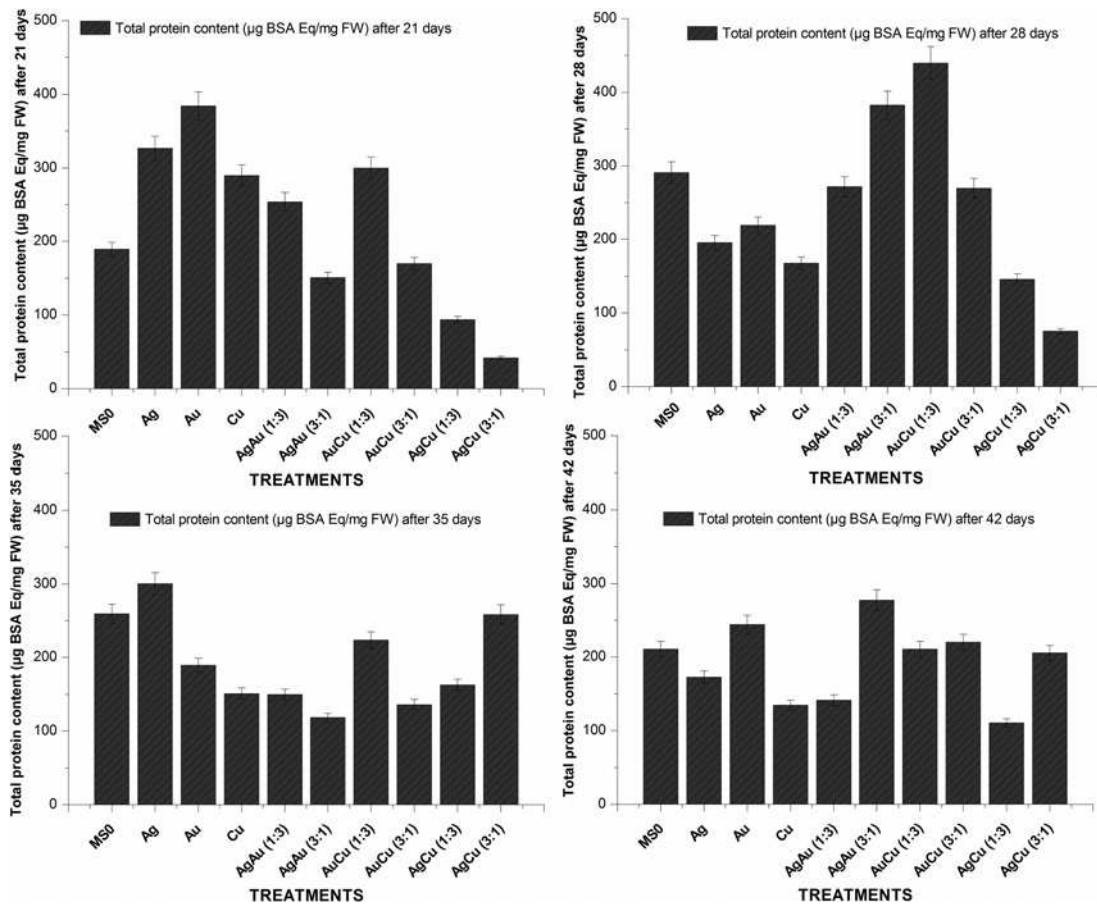 Total protein content (µg BSA Eq/mg FW) after 21 days
500
400
300
200
100
0
Total protein content (µg BSA Eq/mg FW) after 21 days
MS0
Ag
Au
Cu
AgAu (1:3)
AgAu (3:1)
AuCu (1:3)
AuCu (3:1)
AgCu (1:3)
AgCu (3:1)
TREATMENTS
Total protein content (µg BSA Eq/mg FW) after 28 days
500
400
300
200
100
0
Total protein content (µg BSA Eq/mg FW) after 28 days
MS0
Ag
Au
Cu
AgAu (1:3)
AgAu (3:1)
AuCu (1:3)
AuCu (3:1)
AgCu (1:3)
AgCu (3:1)
TREATMENTS
Total protein content (µg BSA Eq/mg FW) after 35 days
500
400
300
200
100
0
Total protein content (µg BSA Eq/mg FW) after 35 days
MS0
Ag
Au
Cu
AgAu (1:3)
AgAu (3:1)
AuCu (1:3)
AuCu (3:1)
AgCu (1:3)
AgCu (3:1)
TREATMENTS
Total protein content (µg BSA Eq/mg FW) after 42 days
500
400
300
200
100
0
Total protein content (µg BSA Eq/mg FW) after 42 days
MS0
Ag
Au
Cu
AgAu (1:3)
AgAu (3:1)
AuCu (1:3)
AuCu (3:1)
AgCu (1:3)
AgCu (3:1)
TREATMENTS